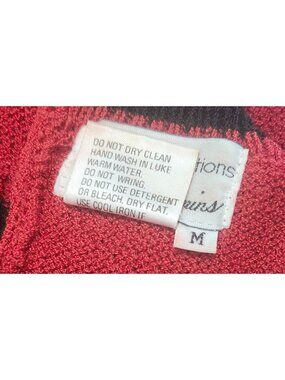 DO NOT DRY CLEAN
HAND WASH IN LUKE
WARM WATER.
DO NOT WRING.
DO NOT USE DETERGENT
OR BLEACH. DRY FLAT.
USE COOL IRON IF
tions
M